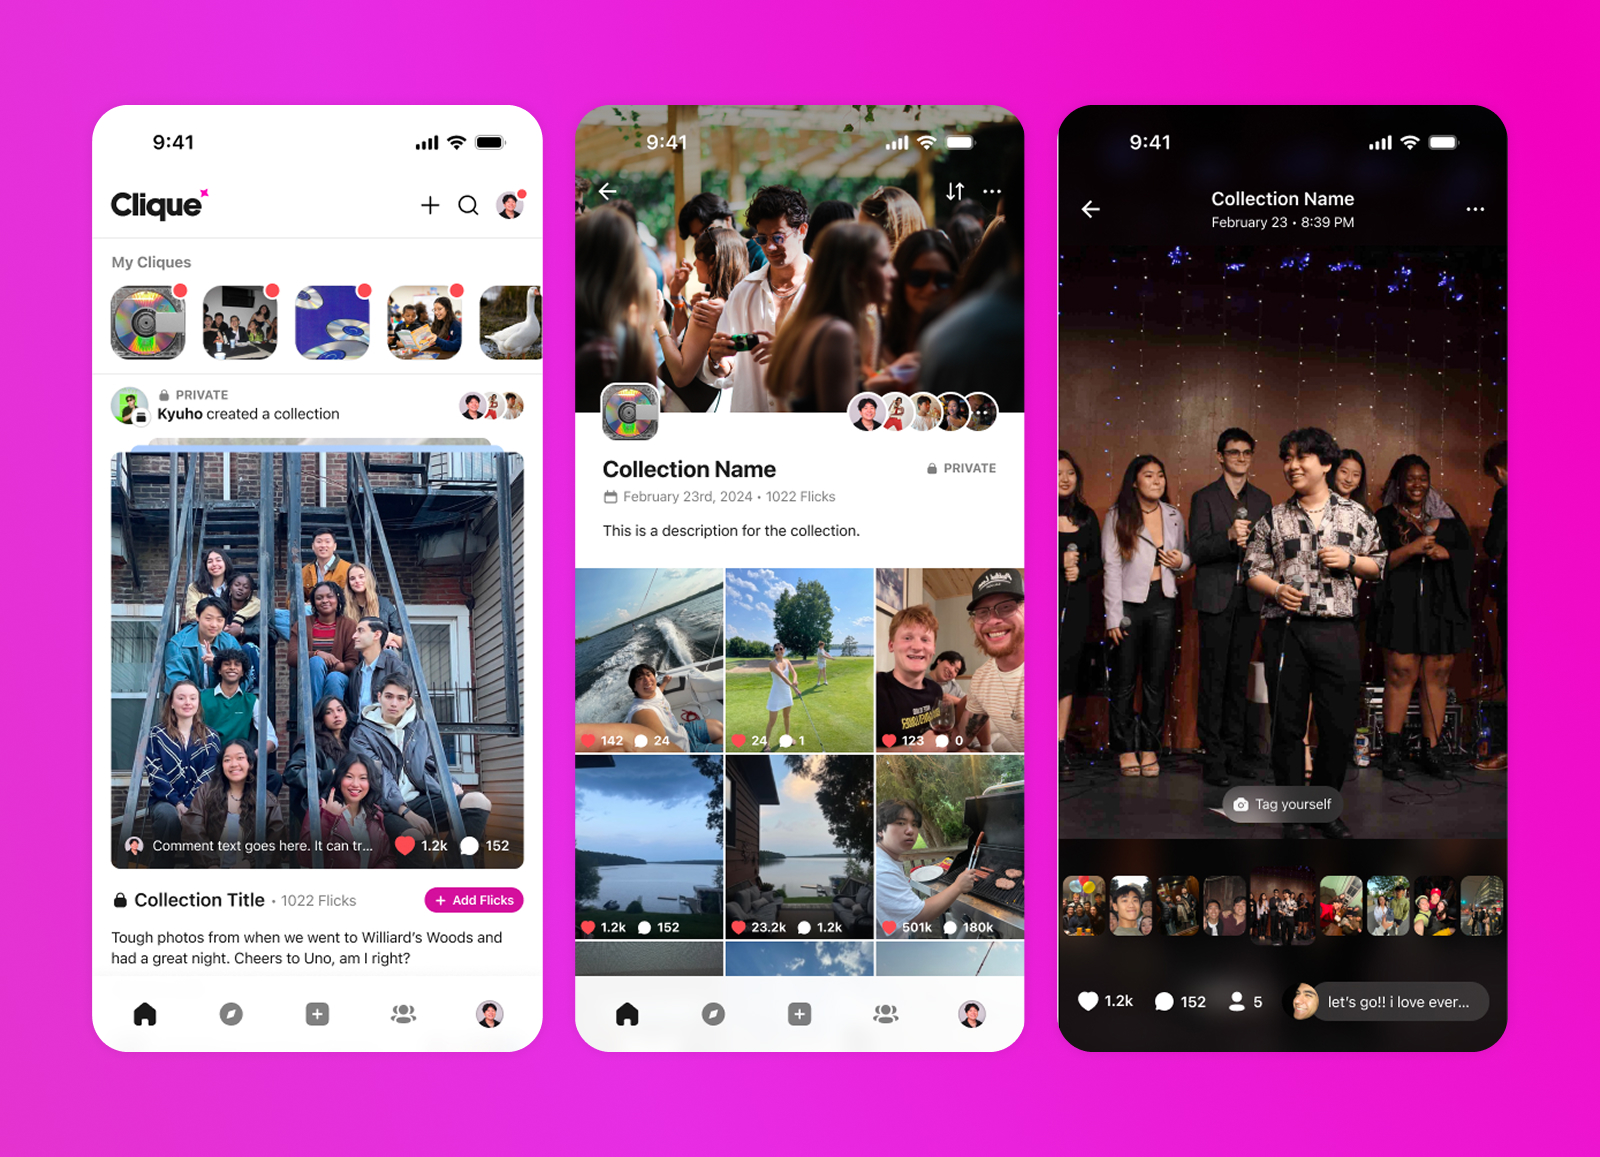 9:41
Clique
My Cliques
PRIVATE
Kyuho created a collection
Comment text goes here. It can tr...
1.2k
152
Collection Title • 1022 Flicks
+ Add Flicks
Tough photos from when we went to Williard's Woods and
had a great night. Cheers to Uno, am I right?
9:41
Collection Name
PRIVATE
February 23rd, 2024 • 1022 Flicks
This is a description for the collection.
142 24
24 1
123 0
1.2k 152
23.2k 1.2k
501k 180k
9:41
Collection Name
February 23 • 8:39 PM
Tag yourself
1.2k 152 5
let's go!! i love ever...